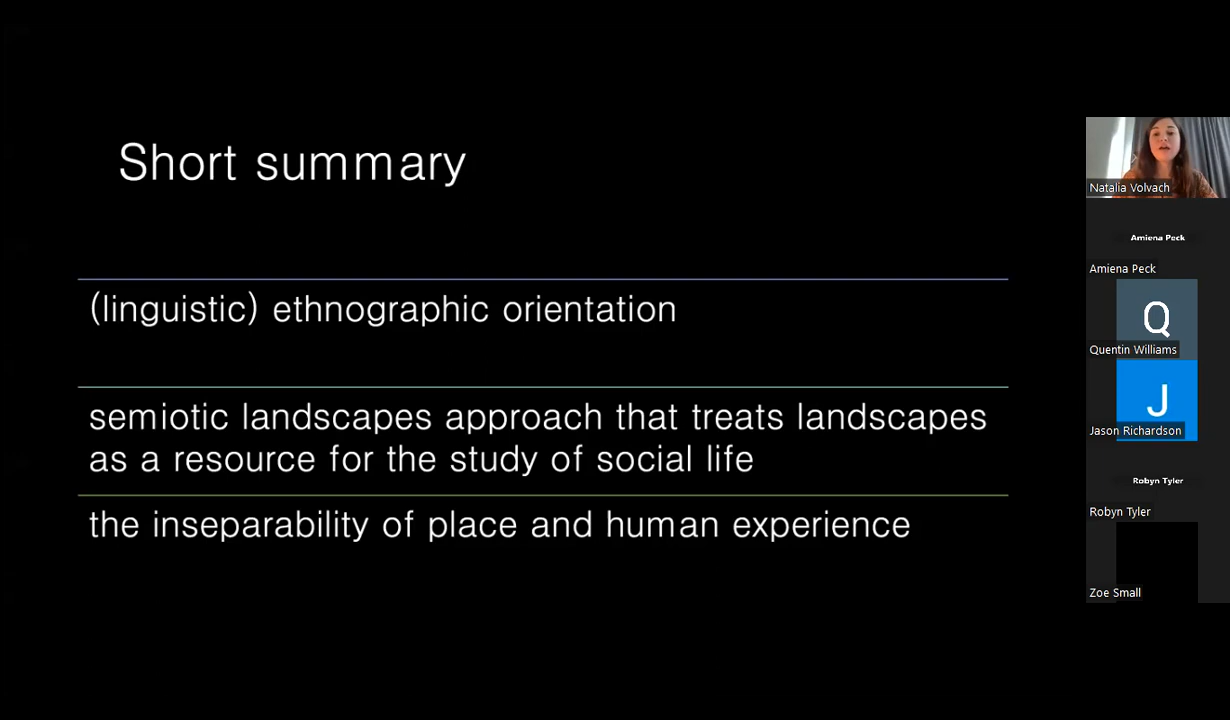 Short summary
(linguistic) ethnographic orientation
semiotic landscapes approach that treats landscapes
as a resource for the study of social life
the inseparability of place and human experience
Natalia Volvach
Amiena Peck
Amiena Peck
Q
Quentin Williams
J
Jason Richardson
Robyn Tyler
Robyn Tyler
Zoe Small